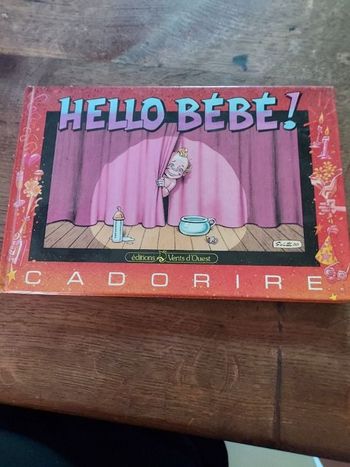 HELLO BÉBÉ!
éditions Vents d'Ouest
CADORIRE